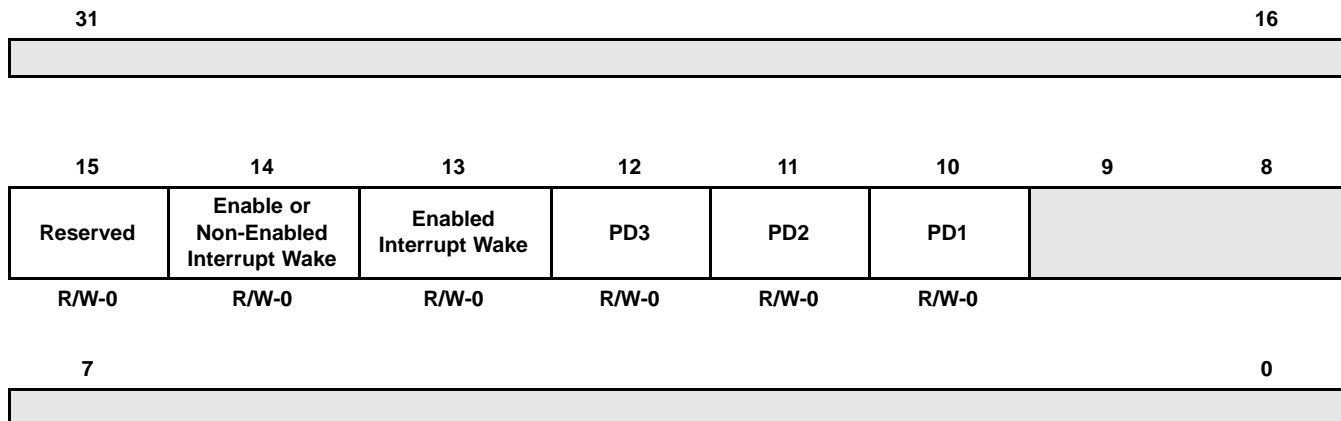 31 16
15 14 13 12 11 10 9 8
Reserved
Enable or
Non-Enabled
Interrupt Wake
Enabled
Interrupt Wake
PD3
PD2
PD1
R/W-0 R/W-0 R/W-0 R/W-0 R/W-0 R/W-0
7 0